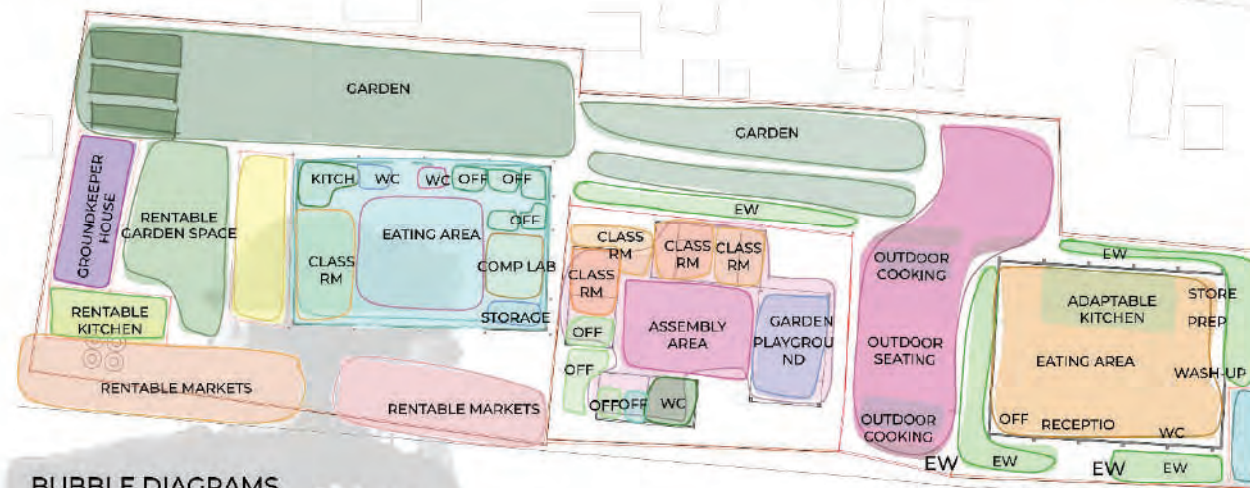 GARDEN
GARDEN
GROUNDKEEPER
HOUSE
RENTABLE
GARDEN SPACE
RENTABLE
KITCHEN
RENTABLE MARKETS
RENTABLE MARKETS
KITCH
WC
WC
OFF
OFF
OFF
EATING AREA
CLASS
RM
COMP LAB
STORAGE
EW
CLASS
RM
CLASS
RM
CLASS
RM
CLASS
RM
OFF
OFF
OFF
OFF
WC
ASSEMBLY
AREA
GARDEN
PLAYGROU
ND
OUTDOOR
COOKING
OUTDOOR
SEATING
OUTDOOR
COOKING
EW
ADAPTABLE
KITCHEN
STORE
PREP
EATING AREA
WASH-UP
OFF
RECEPTIO
WC
EW
EW
EW
EW
BUBBLE DIAGRAMS